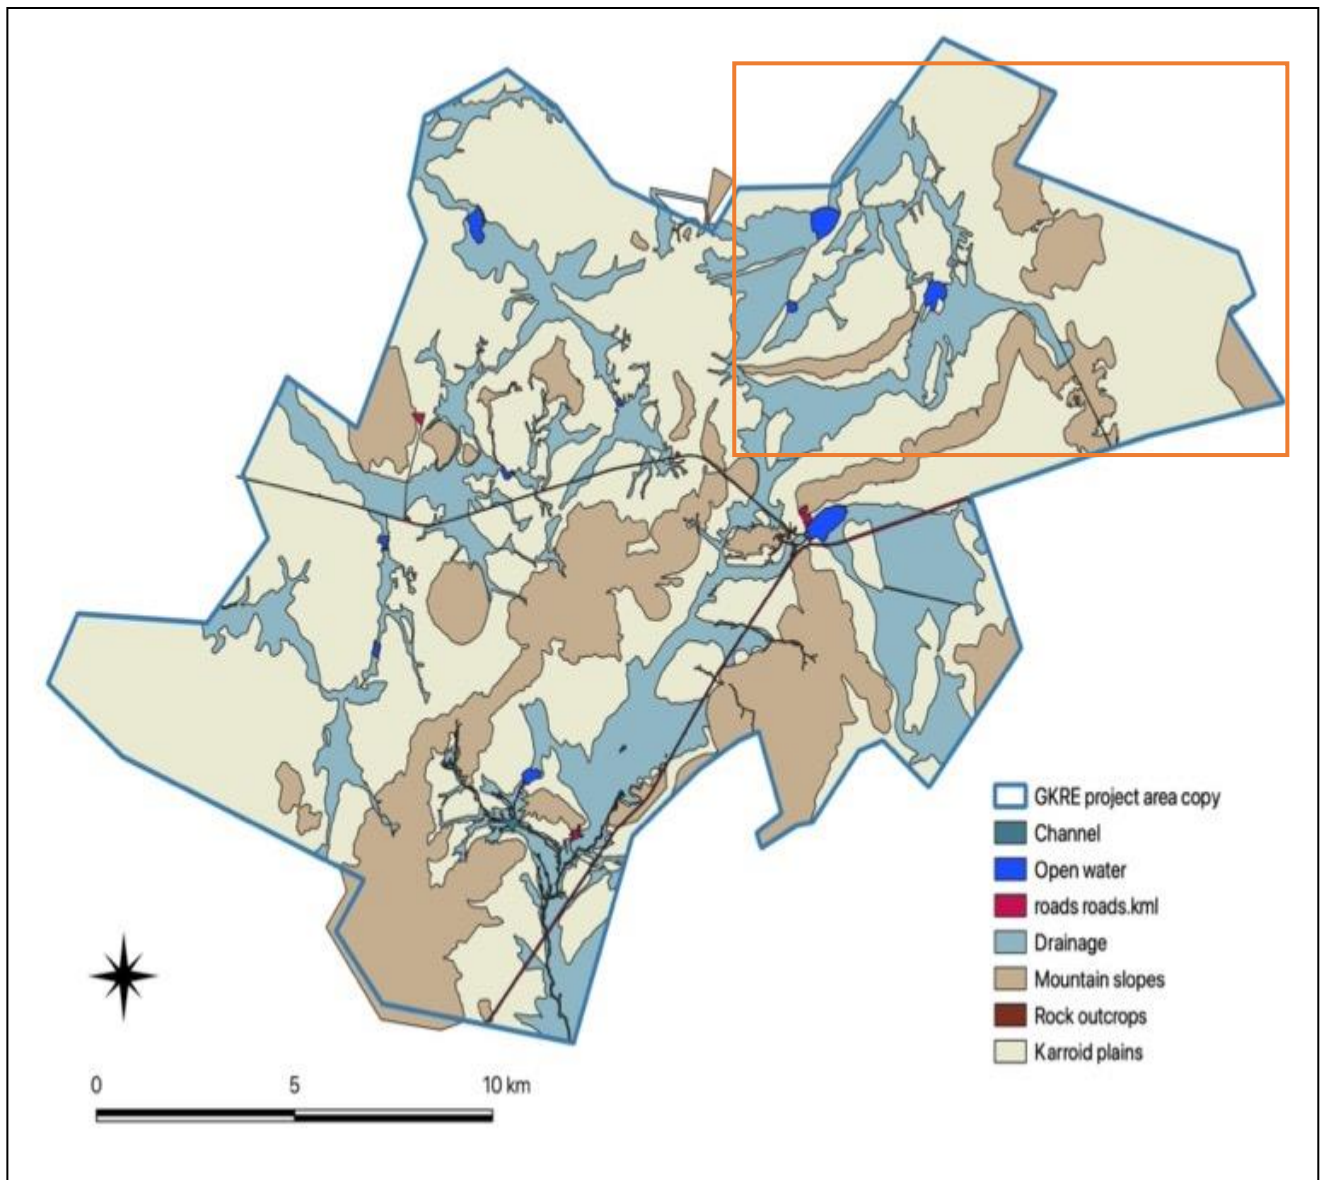 GKRE project area copy
Channel
Open water
roads roads.kml
Drainage
Mountain slopes
Rock outcrops
Karroid plains
0 5 10 km